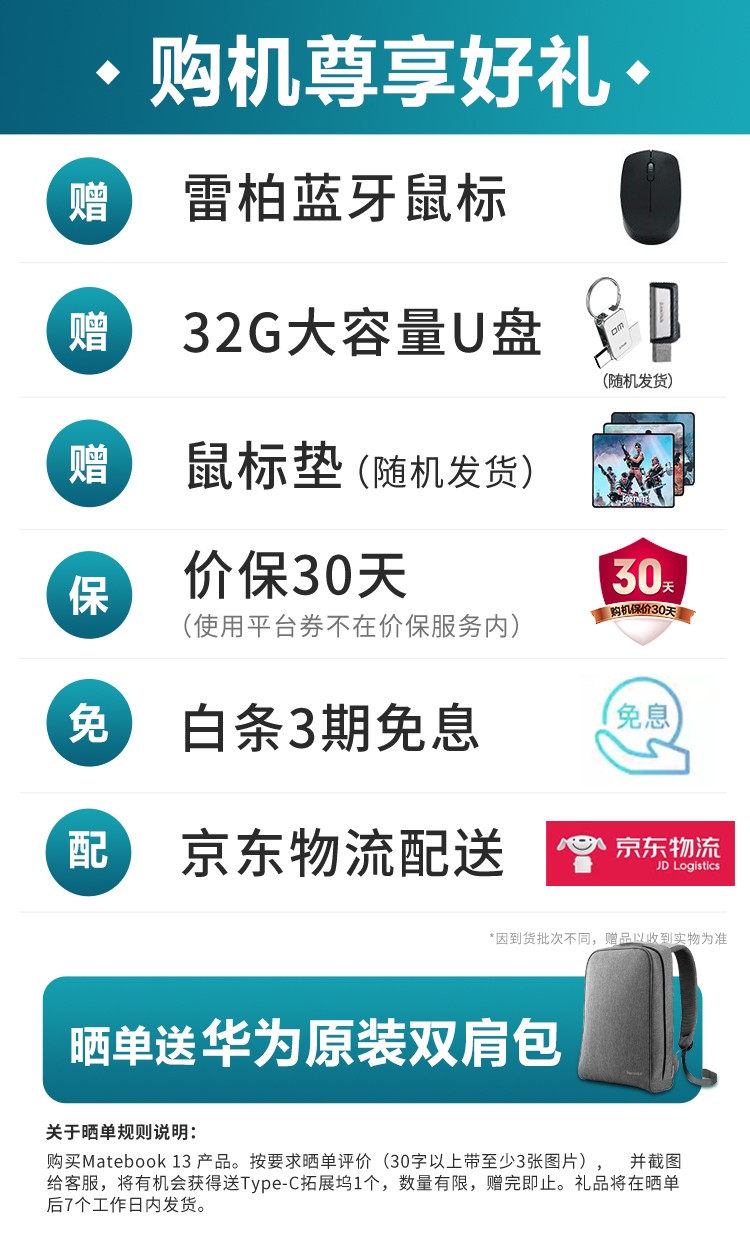 购机尊享好礼
赠
雷柏蓝牙鼠标
赠
32G大容量U盘
DM
(随机发货)
赠
鼠标垫(随机发货)
FORTNITE
保
价保30天
(使用平台券不在价保服务内)
30天
购机保价30天
免
白条3期免息
免息
配
京东物流配送
京东物流
JD Logistics
*因到货批次不同，赠品以收到实物为准
晒单送华为原装双肩包
关于晒单规则说明：
购买Matebook 13 产品。按要求晒单评价（30字以上带至少3张图片）, 并截图
给客服，将有机会获得送Type-C拓展坞1个，数量有限，赠完即止。礼品将在晒单
后7个工作日内发货。